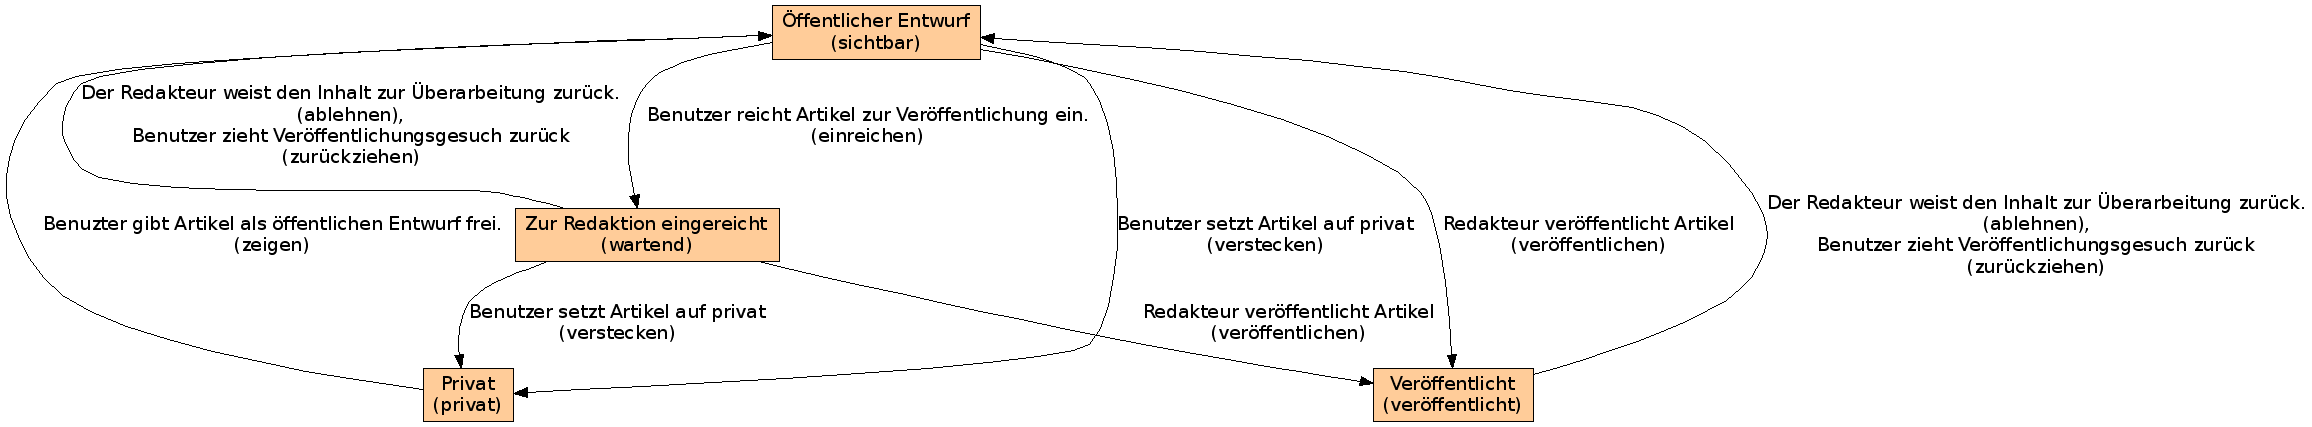 Öffentlicher Entwurf
(sichtbar)
Der Redakteur weist den Inhalt zur Überarbeitung zurück.
(ablehnen),
Benutzer zieht Veröffentlichungsgesuch zurück
(zurückziehen)
Benutzer reicht Artikel zur Veröffentlichung ein.
(einreichen)
Benuzter gibt Artikel als öffentlichen Entwurf frei.
(zeigen)
Zur Redaktion eingereicht
(wartend)
Benutzer setzt Artikel auf privat
(verstecken)
Redakteur veröffentlicht Artikel
(veröffentlichen)
Der Redakteur weist den Inhalt zur Überarbeitung zurück.
(ablehnen),
Benutzer zieht Veröffentlichungsgesuch zurück
(zurückziehen)
Benutzer setzt Artikel auf privat
(verstecken)
Redakteur veröffentlicht Artikel
(veröffentlichen)
Privat
(privat)
Veröffentlicht
(veröffentlicht)